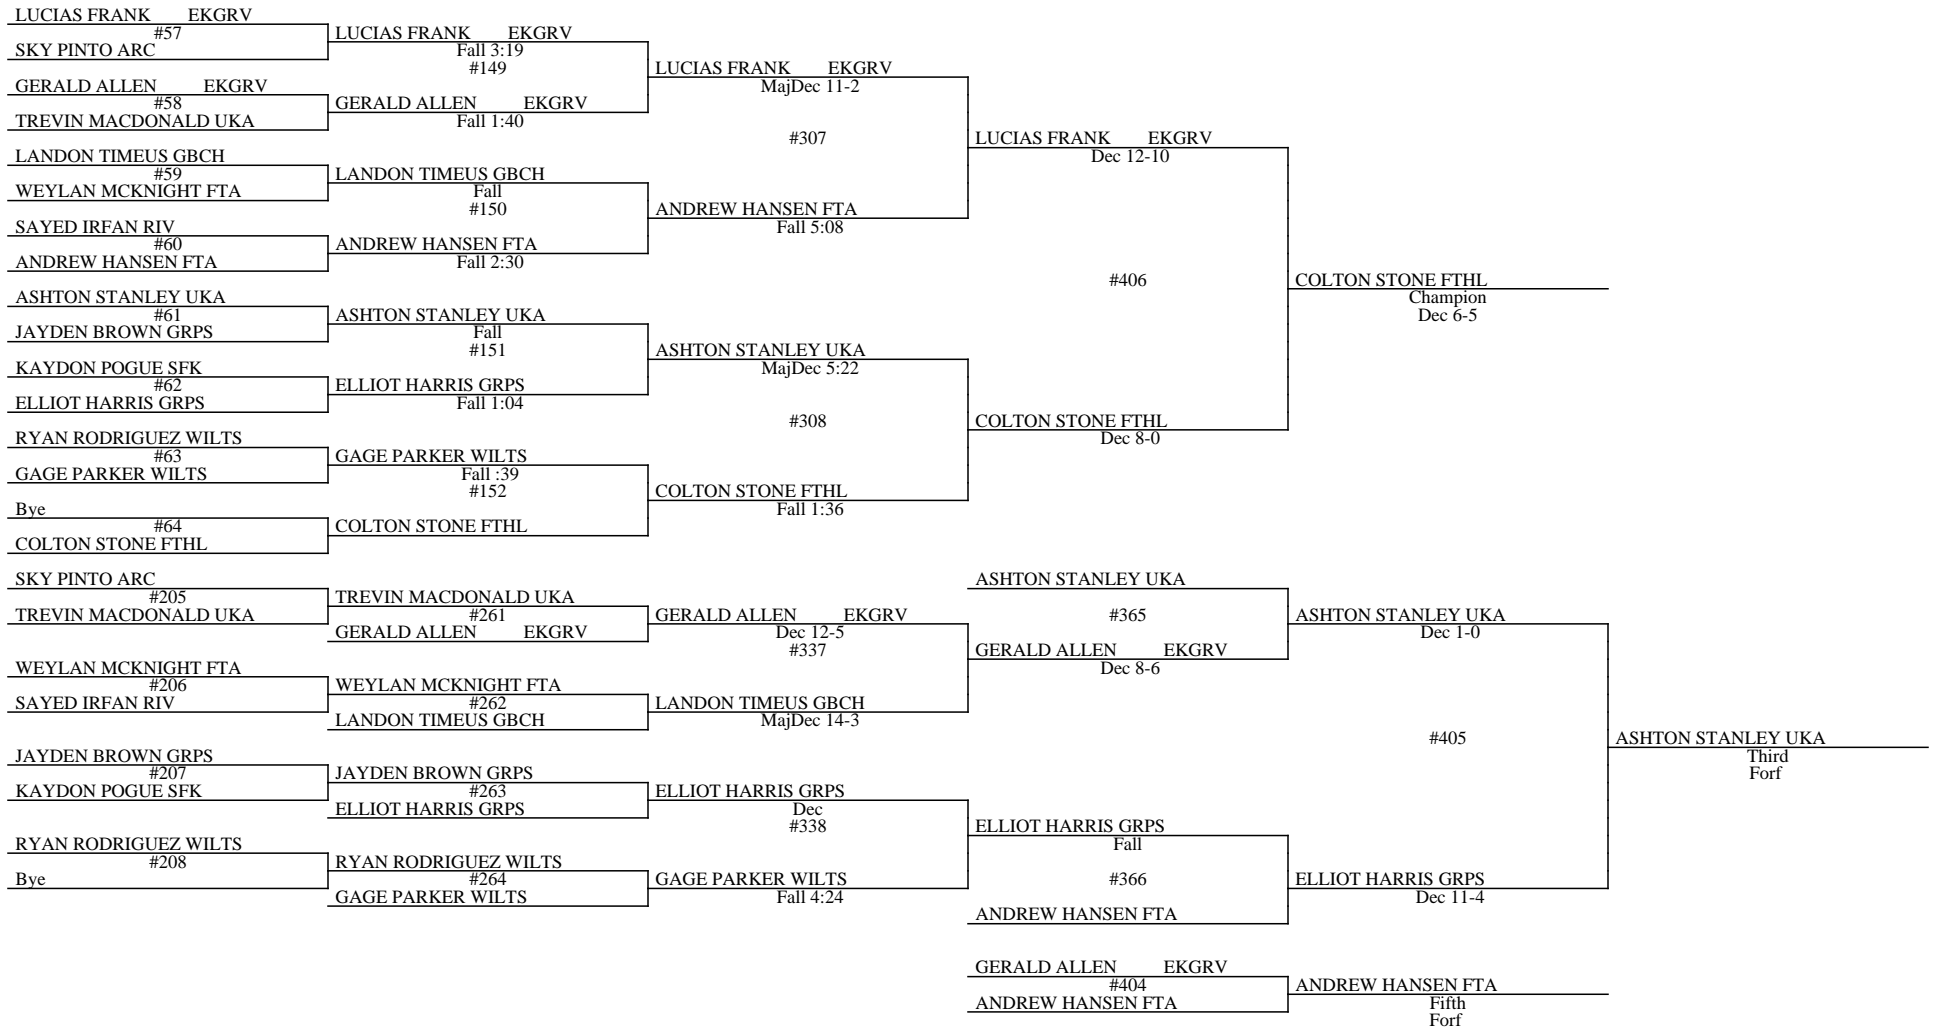 LUCIAS FRANK EKGRV
#57
SKY PINTO ARC
GERALD ALLEN EKGRV
#58
TREVIN MACDONALD UKA
LANDON TIMEUS GBCH
#59
WEYLAN MCKNIGHT FTA
SAYED IRFAN RIV
#60
ANDREW HANSEN FTA
ASHTON STANLEY UKA
#61
JAYDEN BROWN GRPS
KAYDON POGUE SFK
#62
ELLIOT HARRIS GRPS
RYAN RODRIGUEZ WILTS
#63
GAGE PARKER WILTS
Bye
#64
COLTON STONE FTHL
LUCIAS FRANK EKGRV
Fall 3:19
#149
GERALD ALLEN EKGRV
Fall 1:40
LANDON TIMEUS GBCH
Fall
#150
ANDREW HANSEN FTA
Fall 2:30
ASHTON STANLEY UKA
Fall
#151
ELLIOT HARRIS GRPS
Fall 1:04
GAGE PARKER WILTS
Fall :39
#152
COLTON STONE FTHL
LUCIAS FRANK EKGRV
MajDec 11-2
#307
ANDREW HANSEN FTA
Fall 5:08
ASHTON STANLEY UKA
MajDec 5:22
#308
COLTON STONE FTHL
Fall 1:36
LUCIAS FRANK EKGRV
Dec 12-10
#406
COLTON STONE FTHL
Dec 8-0
COLTON STONE FTHL
Champion
Dec 6-5
SKY PINTO ARC
#205
TREVIN MACDONALD UKA
WEYLAN MCKNIGHT FTA
#206
SAYED IRFAN RIV
JAYDEN BROWN GRPS
#207
KAYDON POGUE SFK
RYAN RODRIGUEZ WILTS
#208
Bye
TREVIN MACDONALD UKA
#261
GERALD ALLEN EKGRV
WEYLAN MCKNIGHT FTA
#262
LANDON TIMEUS GBCH
JAYDEN BROWN GRPS
#263
ELLIOT HARRIS GRPS
RYAN RODRIGUEZ WILTS
#264
GAGE PARKER WILTS
GERALD ALLEN EKGRV
Dec 12-5
#337
LANDON TIMEUS GBCH
MajDec 14-3
ELLIOT HARRIS GRPS
Dec
#338
GAGE PARKER WILTS
Fall 4:24
ASHTON STANLEY UKA
#365
GERALD ALLEN EKGRV
Dec 8-6
ELLIOT HARRIS GRPS
Fall
#366
ANDREW HANSEN FTA
ASHTON STANLEY UKA
Dec 1-0
#405
ELLIOT HARRIS GRPS
Dec 11-4
ASHTON STANLEY UKA
Third
Forf
GERALD ALLEN EKGRV
#404
ANDREW HANSEN FTA
ANDREW HANSEN FTA
Fifth
Forf